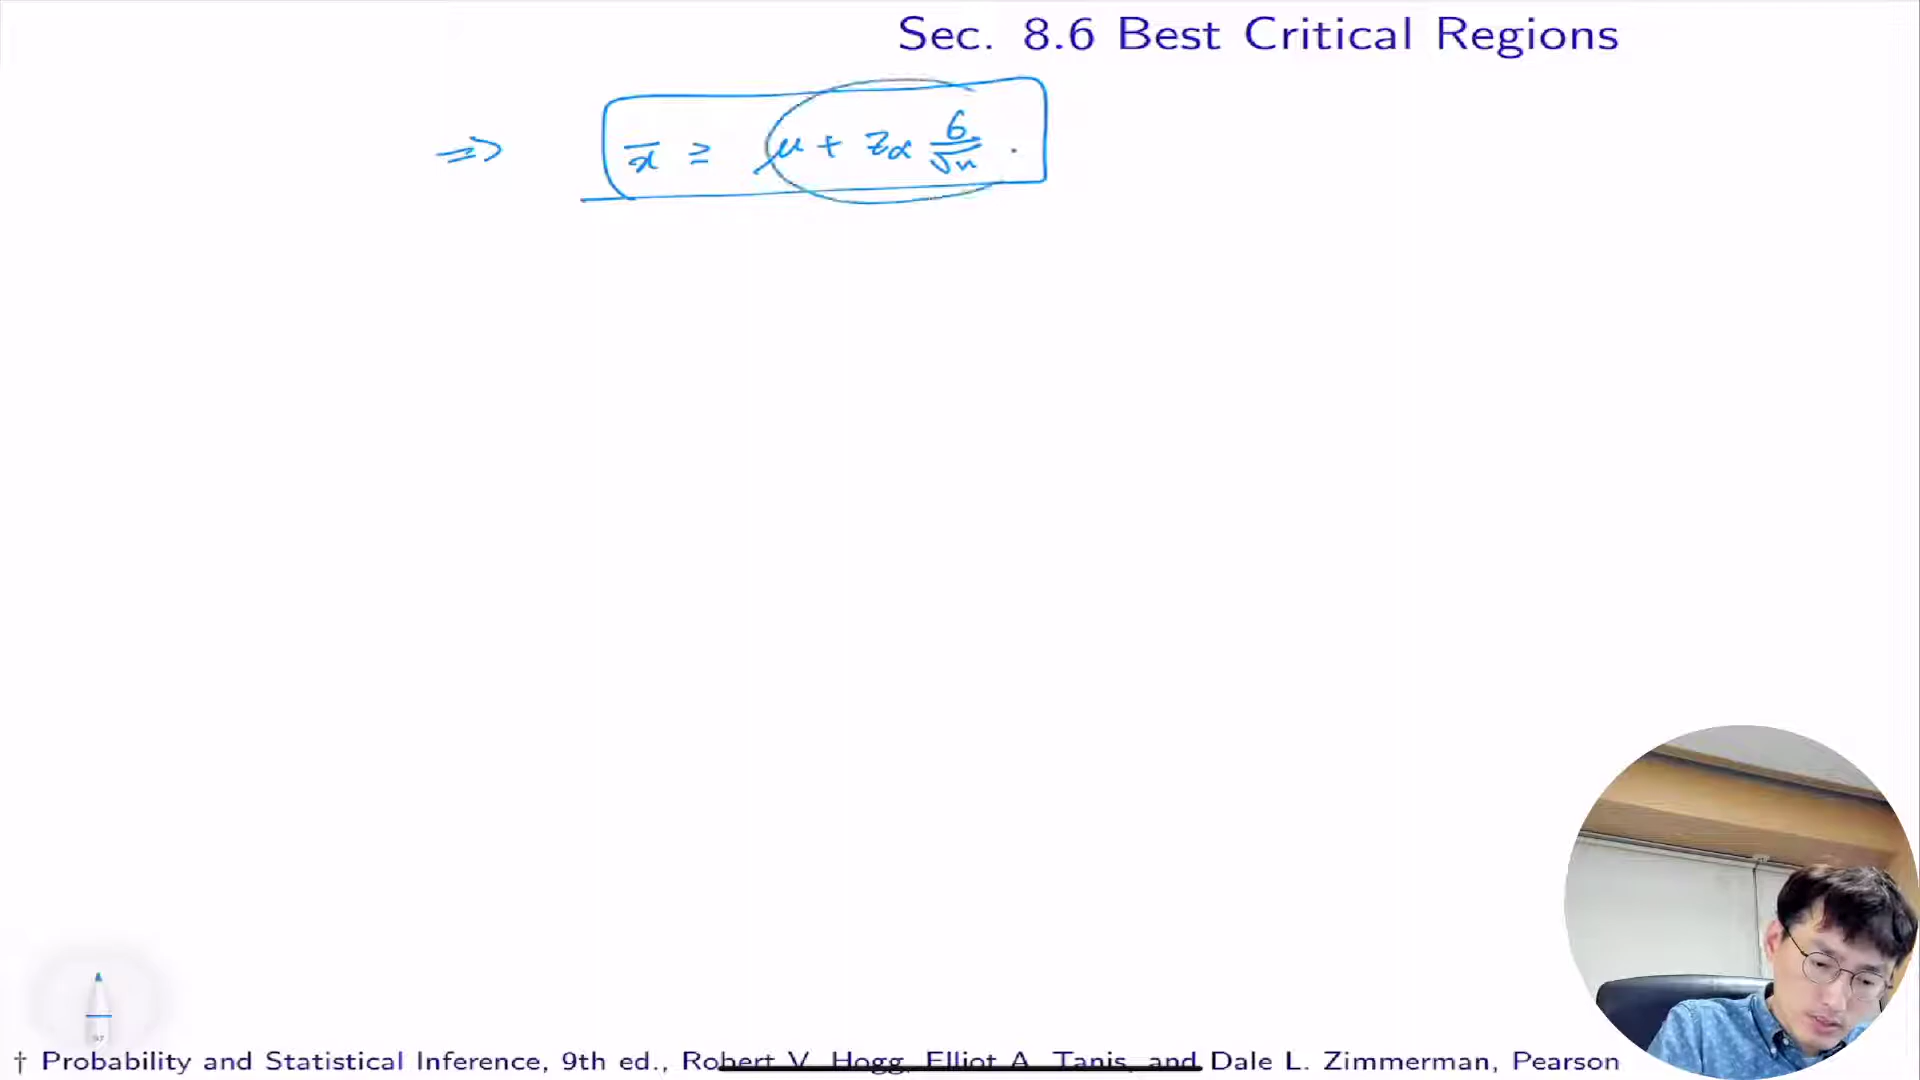 Sec. 8.6 Best Critical Regions
⇒ x̄ ≥ μ + z_α σ/√n .
† Probability and Statistical Inference, 9th ed., Robert V. Hogg, Elliot A. Tanis, and Dale L. Zimmerman, Pearson